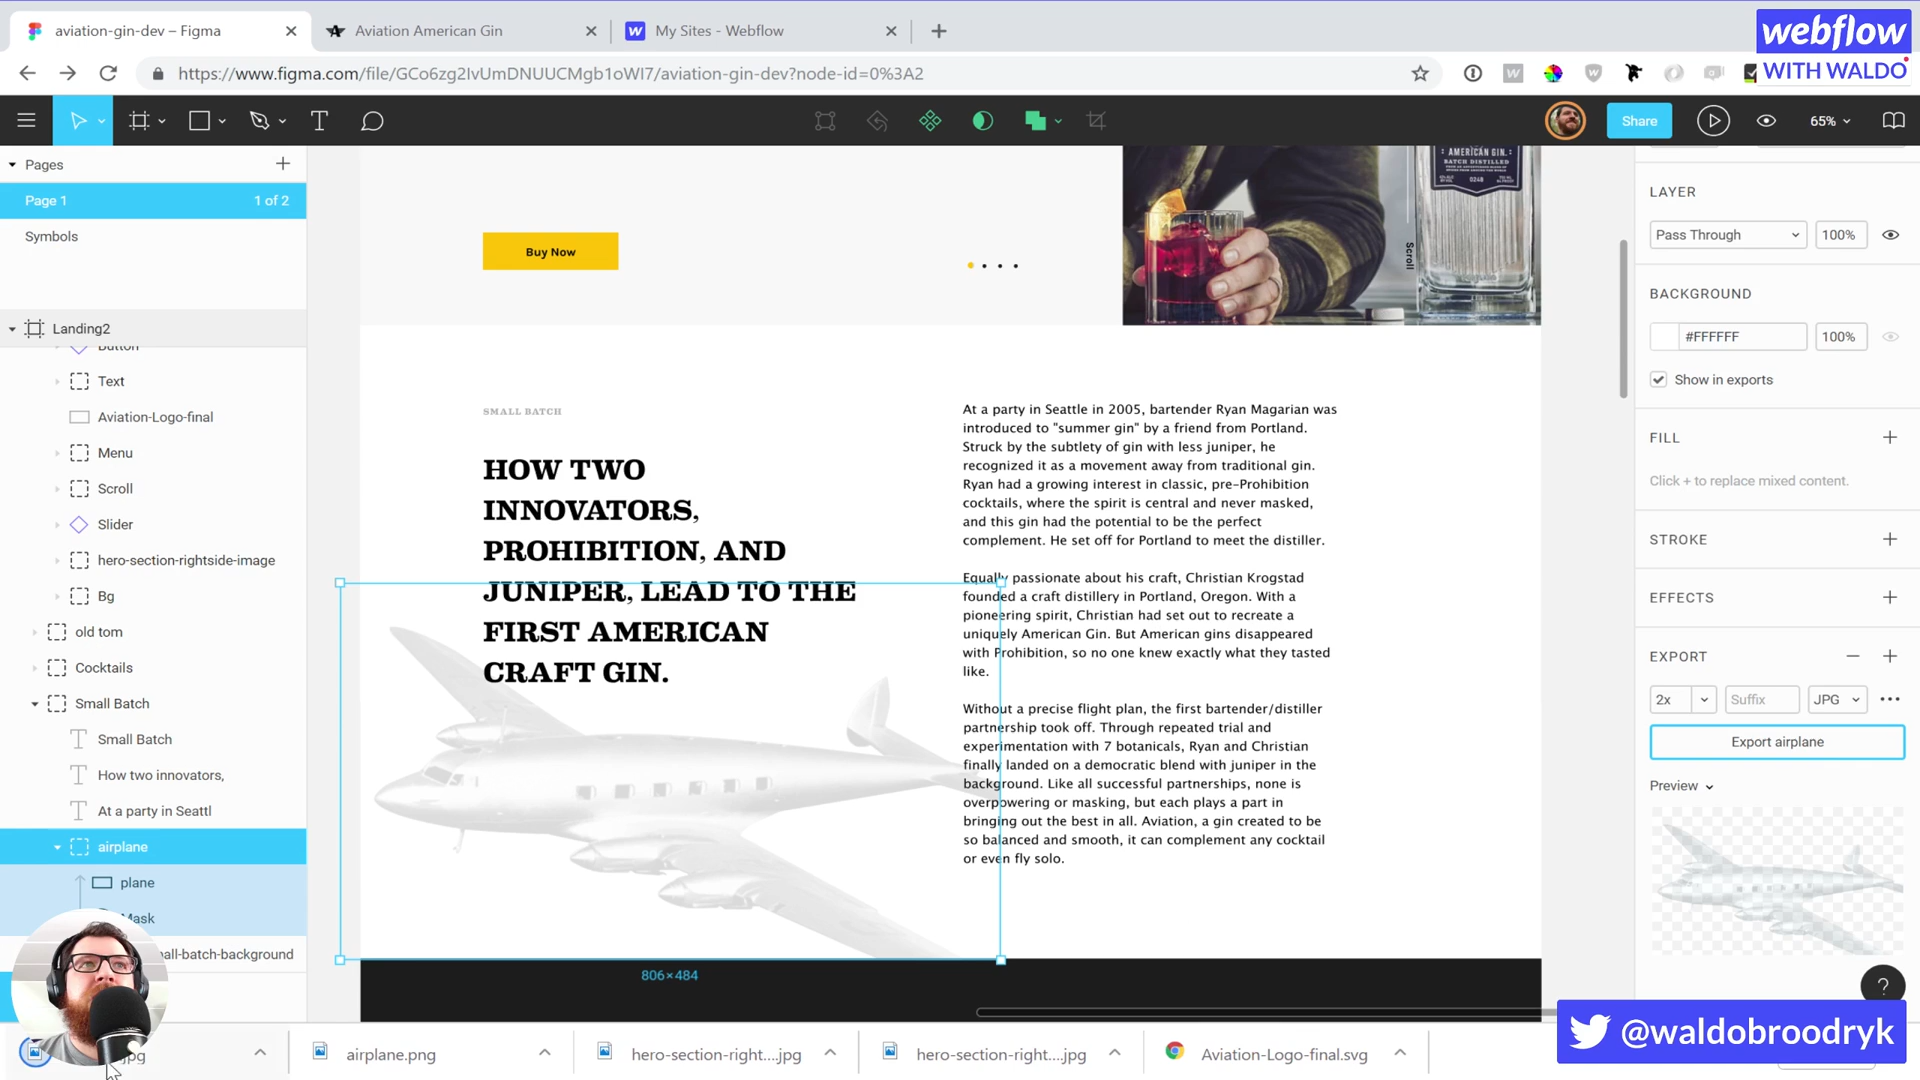 aviation-gin-dev – Figma
Aviation American Gin
My Sites - Webflow
webflow
WITH WALDO
https://www.figma.com/file/GCo6zg2IvUmDNUUCMgb1oWI7/aviation-gin-dev?node-id=0%3A2
Share
65%
Pages
Page 1
1 of 2
Symbols
Landing2
Button
Text
Aviation-Logo-final
Menu
Scroll
Slider
hero-section-rightside-image
Bg
old tom
Cocktails
Small Batch
Small Batch
How two innovators,
At a party in Seattl
airplane
plane
Mask
all-batch-background
Buy Now
Scroll
AMERICAN GIN.
BATCH DISTILLED
SMALL BATCH
HOW TWO
INNOVATORS,
PROHIBITION, AND
JUNIPER, LEAD TO THE
FIRST AMERICAN
CRAFT GIN.
At a party in Seattle in 2005, bartender Ryan Magarian was
introduced to "summer gin" by a friend from Portland.
Struck by the subtlety of gin with less juniper, he
recognized it as a movement away from traditional gin.
Ryan had a growing interest in classic, pre-Prohibition
cocktails, where the spirit is central and never masked,
and this gin had the potential to be the perfect
complement. He set off for Portland to meet the distiller.
Equally passionate about his craft, Christian Krogstad
founded a craft distillery in Portland, Oregon. With a
pioneering spirit, Christian had set out to recreate a
uniquely American Gin. But American gins disappeared
with Prohibition, so no one knew exactly what they tasted
like.
Without a precise flight plan, the first bartender/distiller
partnership took off. Through repeated trial and
experimentation with 7 botanicals, Ryan and Christian
finally landed on a democratic blend with juniper in the
background. Like all successful partnerships, none is
overpowering or masking, but each plays a part in
bringing out the best in all. Aviation, a gin created to be
so balanced and smooth, it can complement any cocktail
or even fly solo.
806×484
LAYER
Pass Through
100%
BACKGROUND
#FFFFFF
100%
Show in exports
FILL
Click + to replace mixed content.
STROKE
EFFECTS
EXPORT
2x
Suffix
JPG
Export airplane
Preview
?
jpg
airplane.png
hero-section-right....jpg
hero-section-right....jpg
Aviation-Logo-final.svg
@waldobroodryk